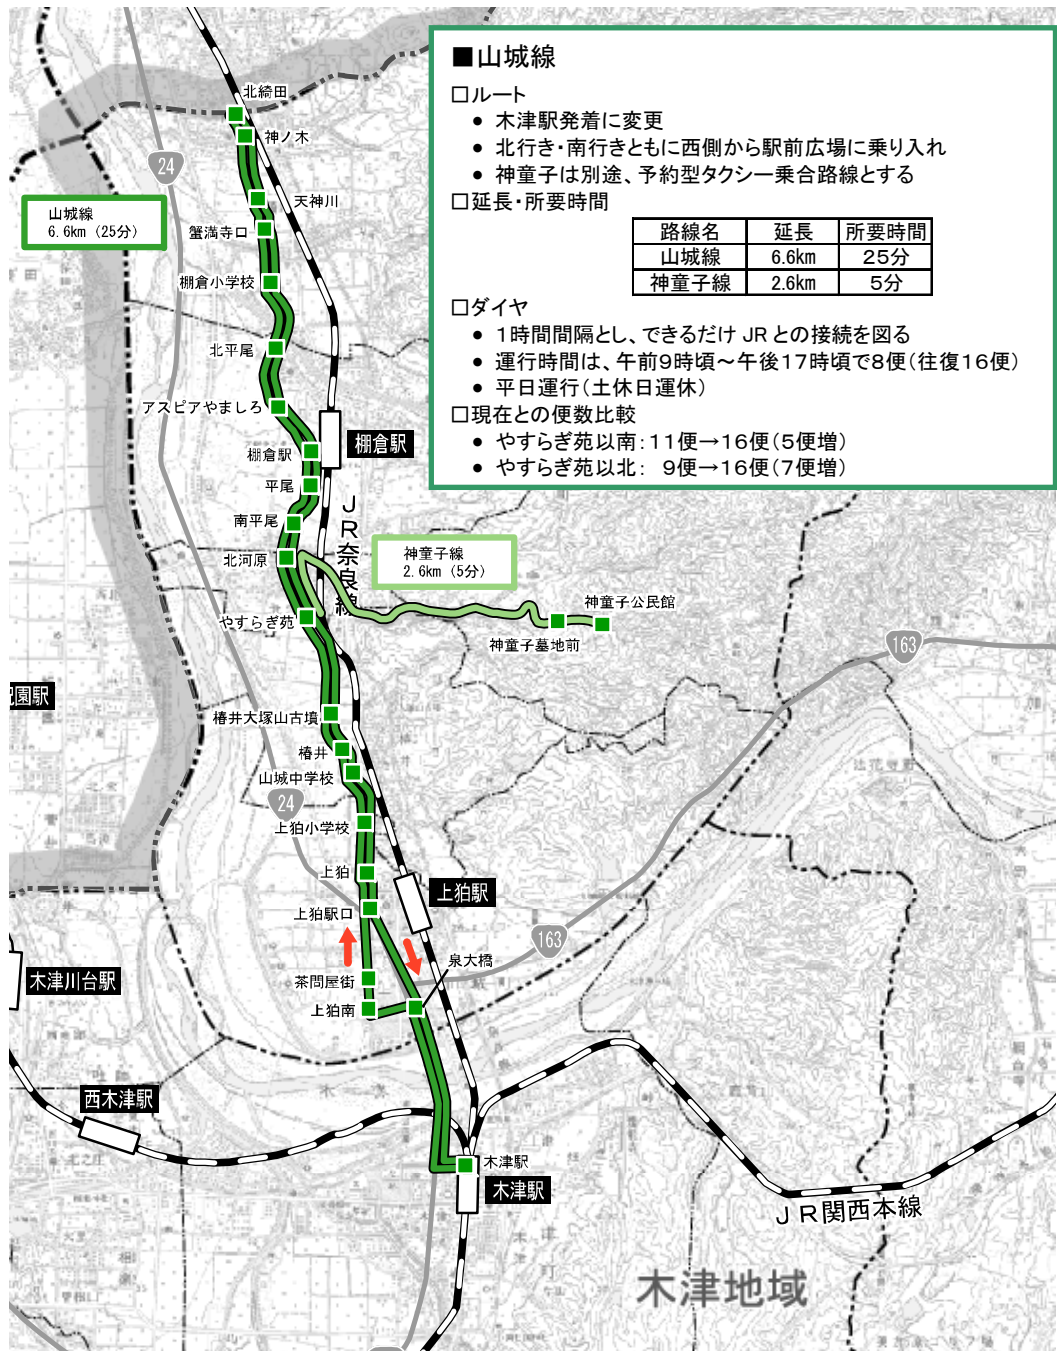 ■山城線
□ルート
● 木津駅発着に変更
● 北行き・南行きともに西側から駅前広場に乗り入れ
● 神童子は別途、予約型タクシー乗合路線とする
□延長・所要時間
路線名 延長 所要時間
山城線 6.6km 25分
神童子線 2.6km 5分
□ダイヤ
● 1時間間隔とし、できるだけJRとの接続を図る
● 運行時間は、午前9時頃～午後17時頃で8便(往復16便)
● 平日運行(土休日運休)
□現在との便数比較
● やすらぎ苑以南:11便→16便(5便増)
● やすらぎ苑以北: 9便→16便(7便増)
北綺田
神ノ木
24
天神川
山城線
6.6km (25分)
蟹満寺口
棚倉小学校
北平尾
アスピアやましろ
棚倉駅
棚倉駅
平尾
JR奈良線
南平尾
北河原
神童子線
2.6km (5分)
神童子公民館
やすらぎ苑
神童子墓地前
163
園駅
椿井大塚山古墳
椿井
山城中学校
24
上狛小学校
上狛
上狛駅
上狛駅口
163
泉大橋
木津川台駅
茶問屋街
上狛南
西木津駅
木津駅
木津駅
JR関西本線
木津地域